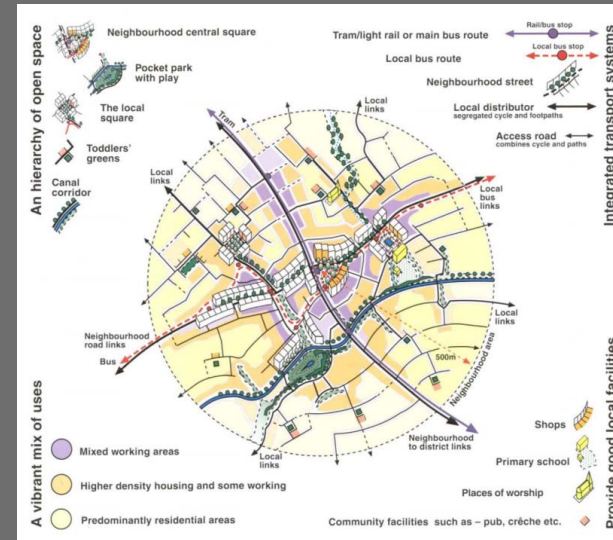 An hierarchy of open space
Neighbourhood central square
Pocket park
with play
The local
square
Toddlers'
greens
Canal
corridor
Integrated transport systems
Rail/bus stop
Tram/light rail or main bus route
Local bus stop
Local bus route
Neighbourhood street
Local distributor
segregated cycle and footpaths
Access road
combines cycle and paths
Tram
Local
links
Local
links
Local
bus
links
Local
links
500m
Neighbourhood area
Neighbourhood
road links
Bus
Local
links
Neighbourhood
to district links
A vibrant mix of uses
Mixed working areas
Higher density housing and some working
Predominantly residential areas
Provide good local facilities
Shops
Primary school
Places of worship
Community facilities such as – pub, crêche etc.